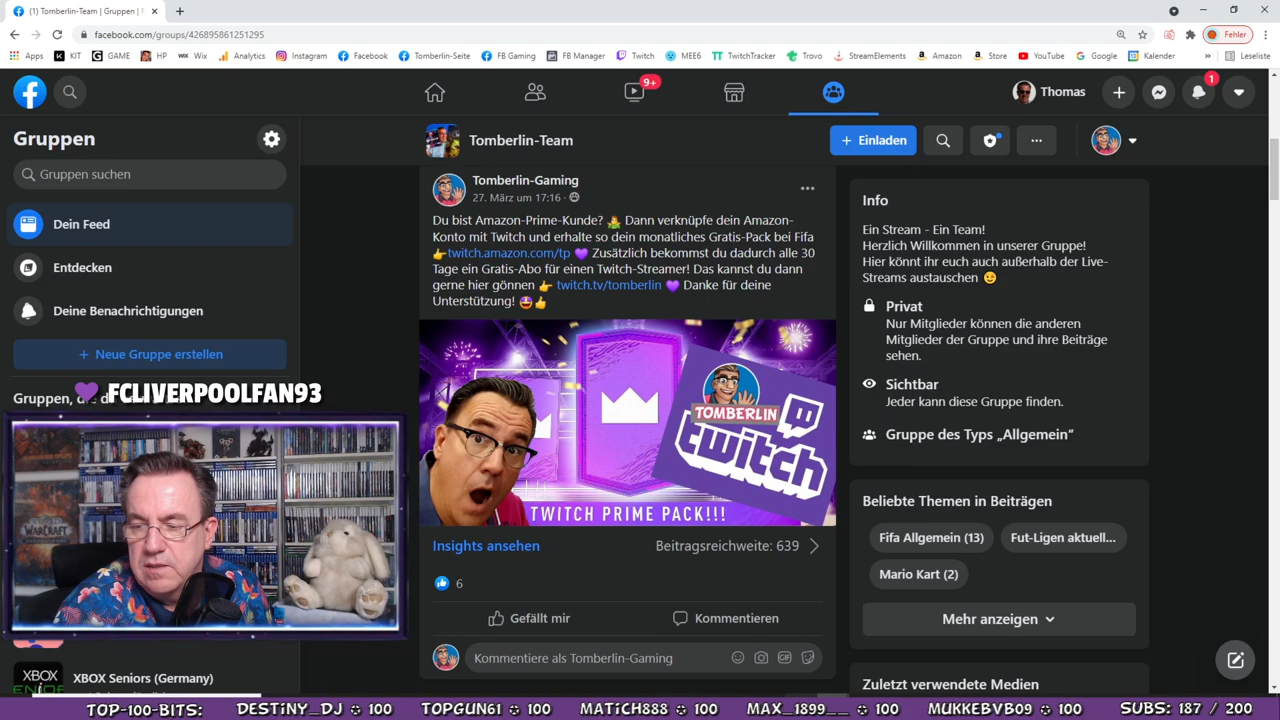 (1) Tomberlin-Team | Gruppen | F
facebook.com/groups/426895861251295
Fehler
Apps KIT GAME HP Wix Analytics Instagram Facebook Tomberlin-Seite FB Gaming FB Manager Twitch MEE6 TwitchTracker Trovo StreamElements Amazon Store YouTube Google Kalender » Leseliste
9+
Thomas
1
Gruppen
Gruppen suchen
Dein Feed
Entdecken
Deine Benachrichtigungen
+ Neue Gruppe erstellen
Gruppen, die d
FCLIVERPOOLFAN93
WARCRAFT
XBOX
XBOX Seniors (Germany)
Tomberlin-Team
+ Einladen
Tomberlin-Gaming
27. März um 17:16 ·
Du bist Amazon-Prime-Kunde? 🙇 Dann verknüpfe dein Amazon-
Konto mit Twitch und erhalte so dein monatliches Gratis-Pack bei Fifa
👉twitch.amazon.com/tp 💜 Zusätzlich bekommst du dadurch alle 30
Tage ein Gratis-Abo für einen Twitch-Streamer! Das kannst du dann
gerne hier gönnen 👉 twitch.tv/tomberlin 💜 Danke für deine
Unterstützung! 🤩👍
TOMBERLIN
twitch
TWITCH PRIME PACK!!!
Insights ansehen
Beitragsreichweite: 639
6
Gefällt mir
Kommentieren
Kommentiere als Tomberlin-Gaming
GIF
Info
Ein Stream - Ein Team!
Herzlich Willkommen in unserer Gruppe!
Hier könnt ihr euch auch außerhalb der Live-
Streams austauschen 😉
Privat
Nur Mitglieder können die anderen
Mitglieder der Gruppe und ihre Beiträge
sehen.
Sichtbar
Jeder kann diese Gruppe finden.
Gruppe des Typs „Allgemein“
Beliebte Themen in Beiträgen
Fifa Allgemein (13)
Fut-Ligen aktuell...
Mario Kart (2)
Mehr anzeigen
Zuletzt verwendete Medien
TOP-100-BITS: DESTINY_DJ 100 TOPGUN61 100 MATICH888 100 MAX_1899__ 100 MUKKEBVB09 100 SUBS: 187 / 200